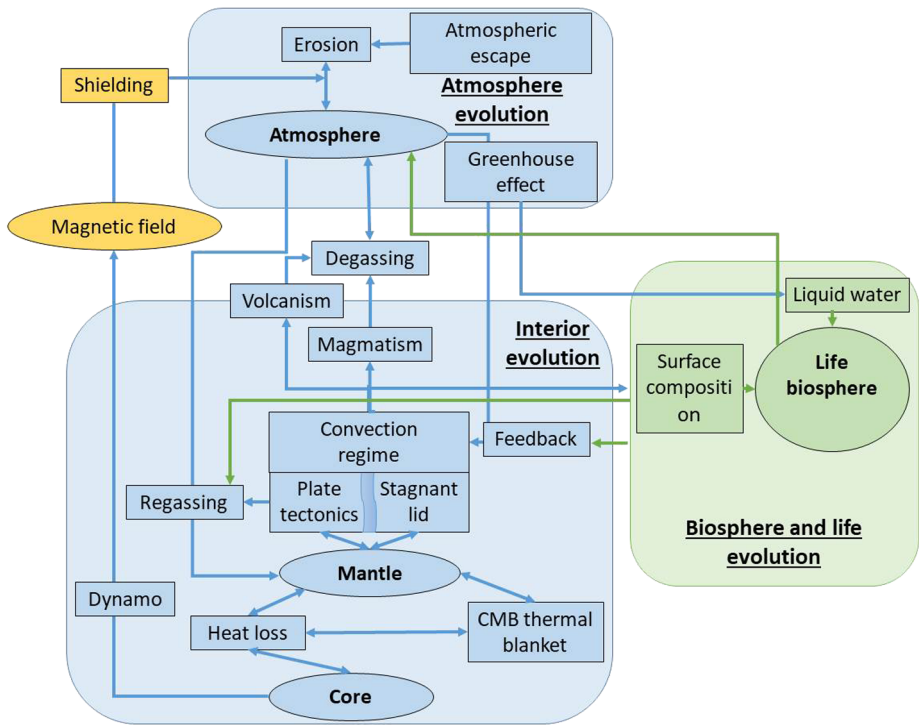 Erosion
Atmospheric
escape
Shielding
Atmosphere
evolution
Atmosphere
Greenhouse
effect
Magnetic field
Degassing
Volcanism
Liquid water
Interior
evolution
Magmatism
Surface
compositi
on
Life
biosphere
Convection
regime
Feedback
Regassing
Plate
tectonics
Stagnant
lid
Biosphere and life
evolution
Mantle
Dynamo
Heat loss
CMB thermal
blanket
Core